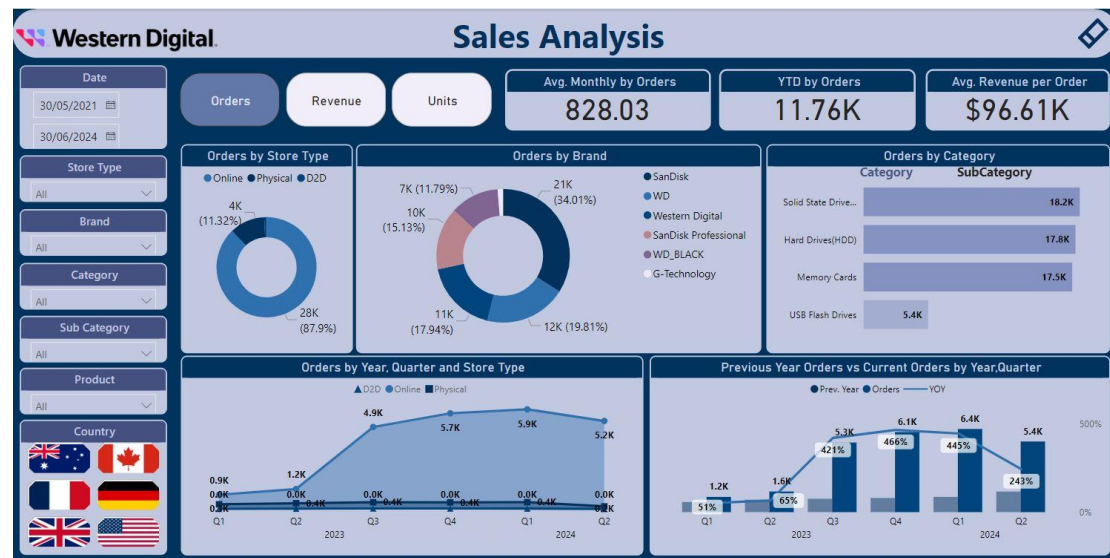 Western Digital.
Sales Analysis
Date
30/05/2021
30/06/2024
Store Type
All
Brand
All
Category
All
Sub Category
All
Product
All
Country
Orders
Revenue
Units
Avg. Monthly by Orders
828.03
YTD by Orders
11.76K
Avg. Revenue per Order
$96.61K
Orders by Store Type
Online Physical D2D
4K
(11.32%)
28K
(87.9%)
Orders by Brand
7K (11.79%)
21K
(34.01%)
10K
(15.13%)
11K
(17.94%)
12K (19.81%)
SanDisk
WD
Western Digital
SanDisk Professional
WD_BLACK
G-Technology
Orders by Category
Category SubCategory
Solid State Drive... 18.2K
Hard Drives(HDD) 17.8K
Memory Cards 17.5K
USB Flash Drives 5.4K
Orders by Year, Quarter and Store Type
D2D Online Physical
0.9K 1.2K 4.9K 5.7K 5.9K 5.2K
0.0K 0.0K 0.0K 0.0K 0.0K 0.0K
0.4K 0.4K 0.4K 0.4K
Q1 Q2 Q3 Q4 Q1 Q2
2023 2024
Previous Year Orders vs Current Orders by Year,Quarter
Prev. Year Orders YOY
1.2K 1.6K 5.3K 6.1K 6.4K 5.4K
51% 65% 421% 466% 445% 243%
500%
0%
Q1 Q2 Q3 Q4 Q1 Q2
2023 2024